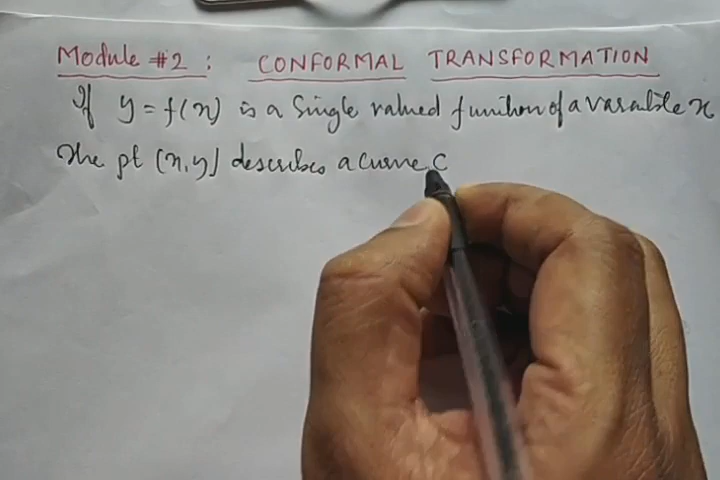 Module #2 : CONFORMAL TRANSFORMATION
If y = f(x) is a Single valued function of a variable x
The pt (x, y) describes a curve C